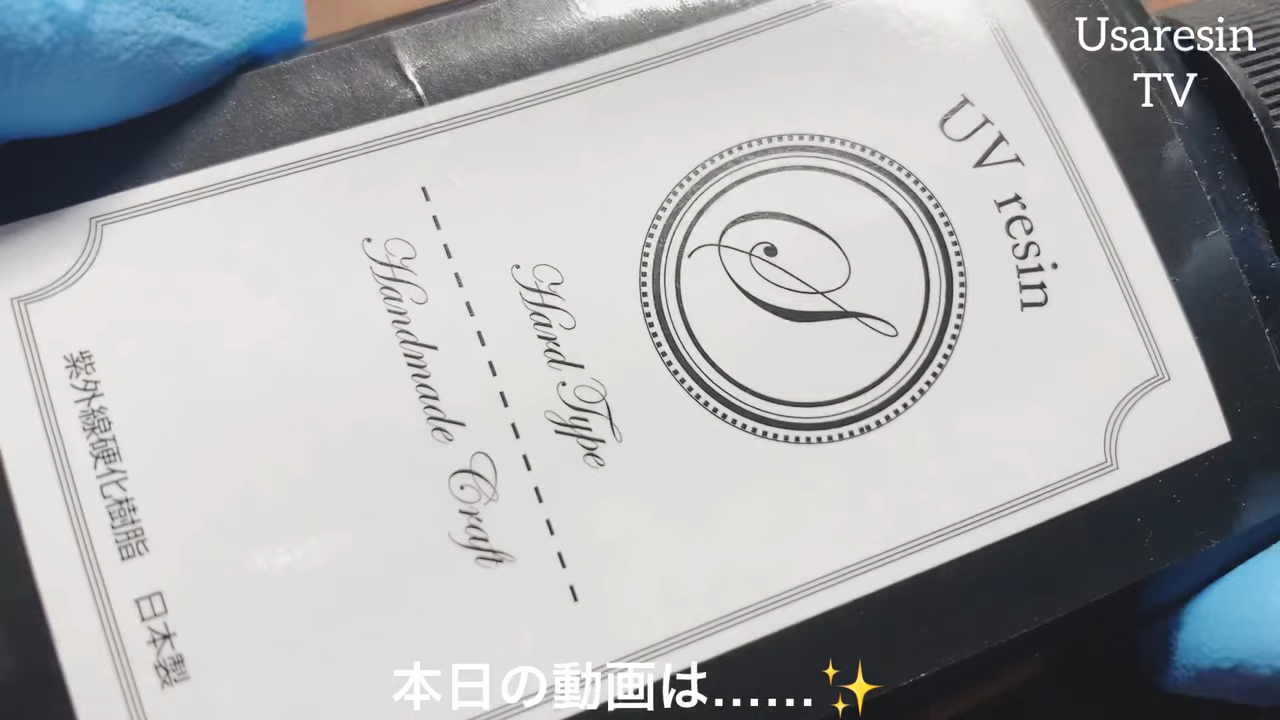 Usaresin
TV
UV resin
S
Hard Type
Handmade Craft
紫外線硬化樹脂 日本製
本日の動画は……✨